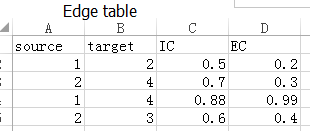 Edge table
A B C D
source target IC EC
1 2 0.5 0.2
2 4 0.7 0.3
1 4 0.88 0.99
2 3 0.6 0.4